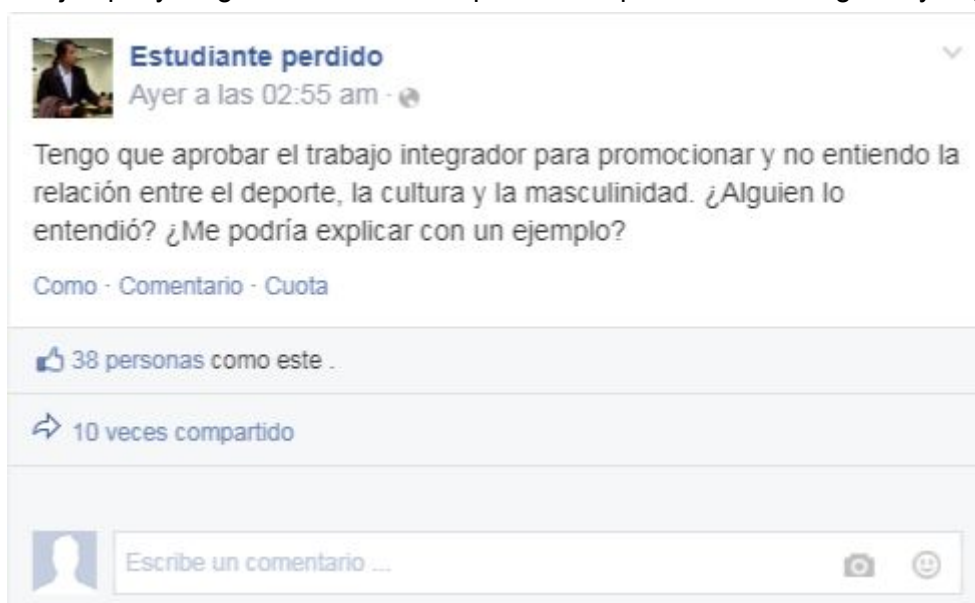 Estudiante perdido
Ayer a las 02:55 am ·
Tengo que aprobar el trabajo integrador para promocionar y no entiendo la
relación entre el deporte, la cultura y la masculinidad. ¿Alguien lo
entendió? ¿Me podría explicar con un ejemplo?
Como · Comentario · Cuota
38 personas como este .
10 veces compartido
Escribe un comentario ...